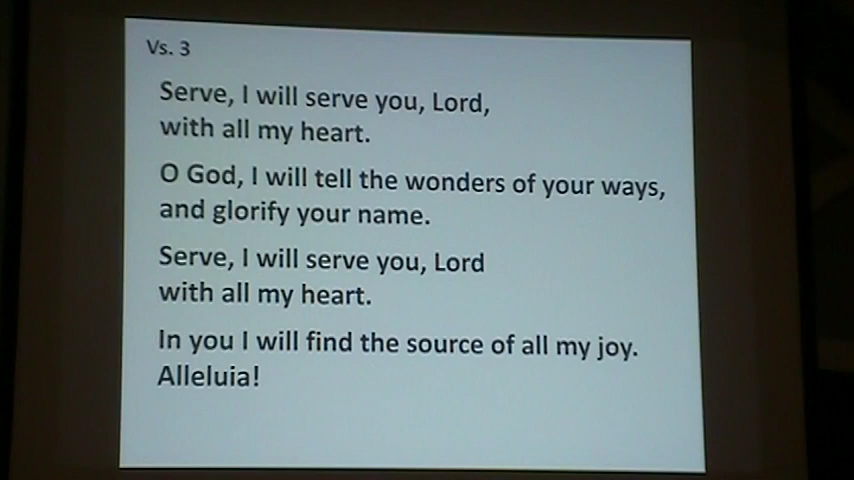 Vs. 3
Serve, I will serve you, Lord,
with all my heart.
O God, I will tell the wonders of your ways,
and glorify your name.
Serve, I will serve you, Lord
with all my heart.
In you I will find the source of all my joy.
Alleluia!